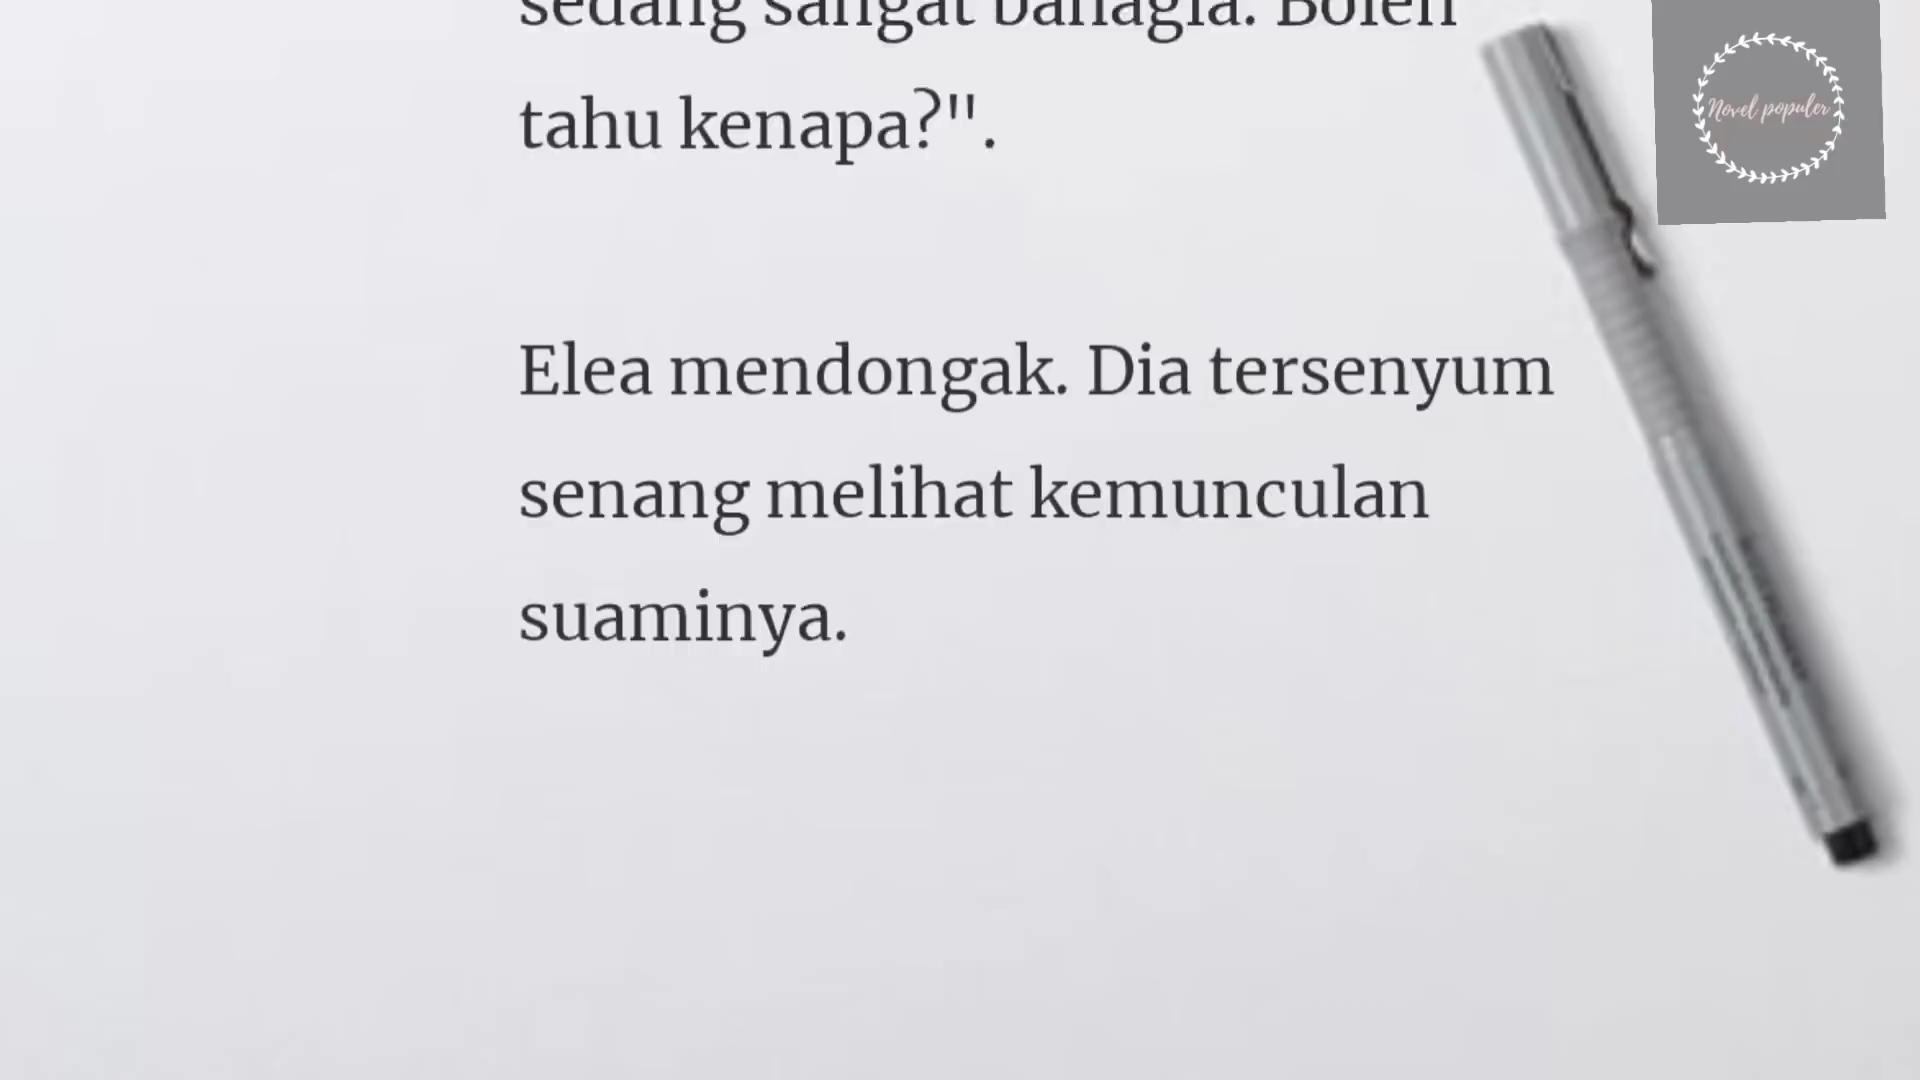 sedang sangat bahagia. Boleh
tahu kenapa?".
Elea mendongak. Dia tersenyum
senang melihat kemunculan
suaminya.
Novel populer